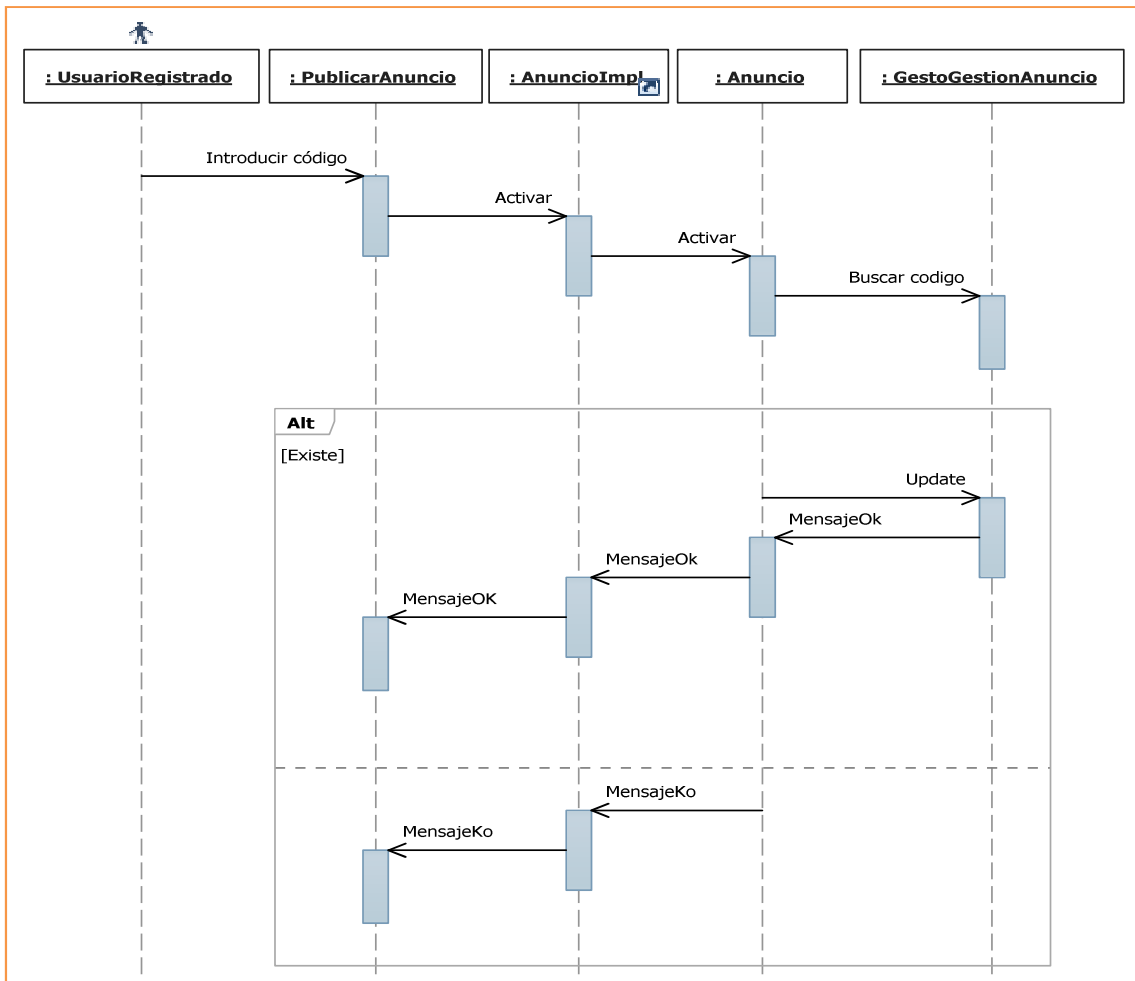 : UsuarioRegistrado
: PublicarAnuncio
: AnuncioImpl
: Anuncio
: GestoGestionAnuncio
Introducir código
Activar
Activar
Buscar codigo
Alt
[Existe]
Update
MensajeOk
MensajeOk
MensajeOK
MensajeKo
MensajeKo